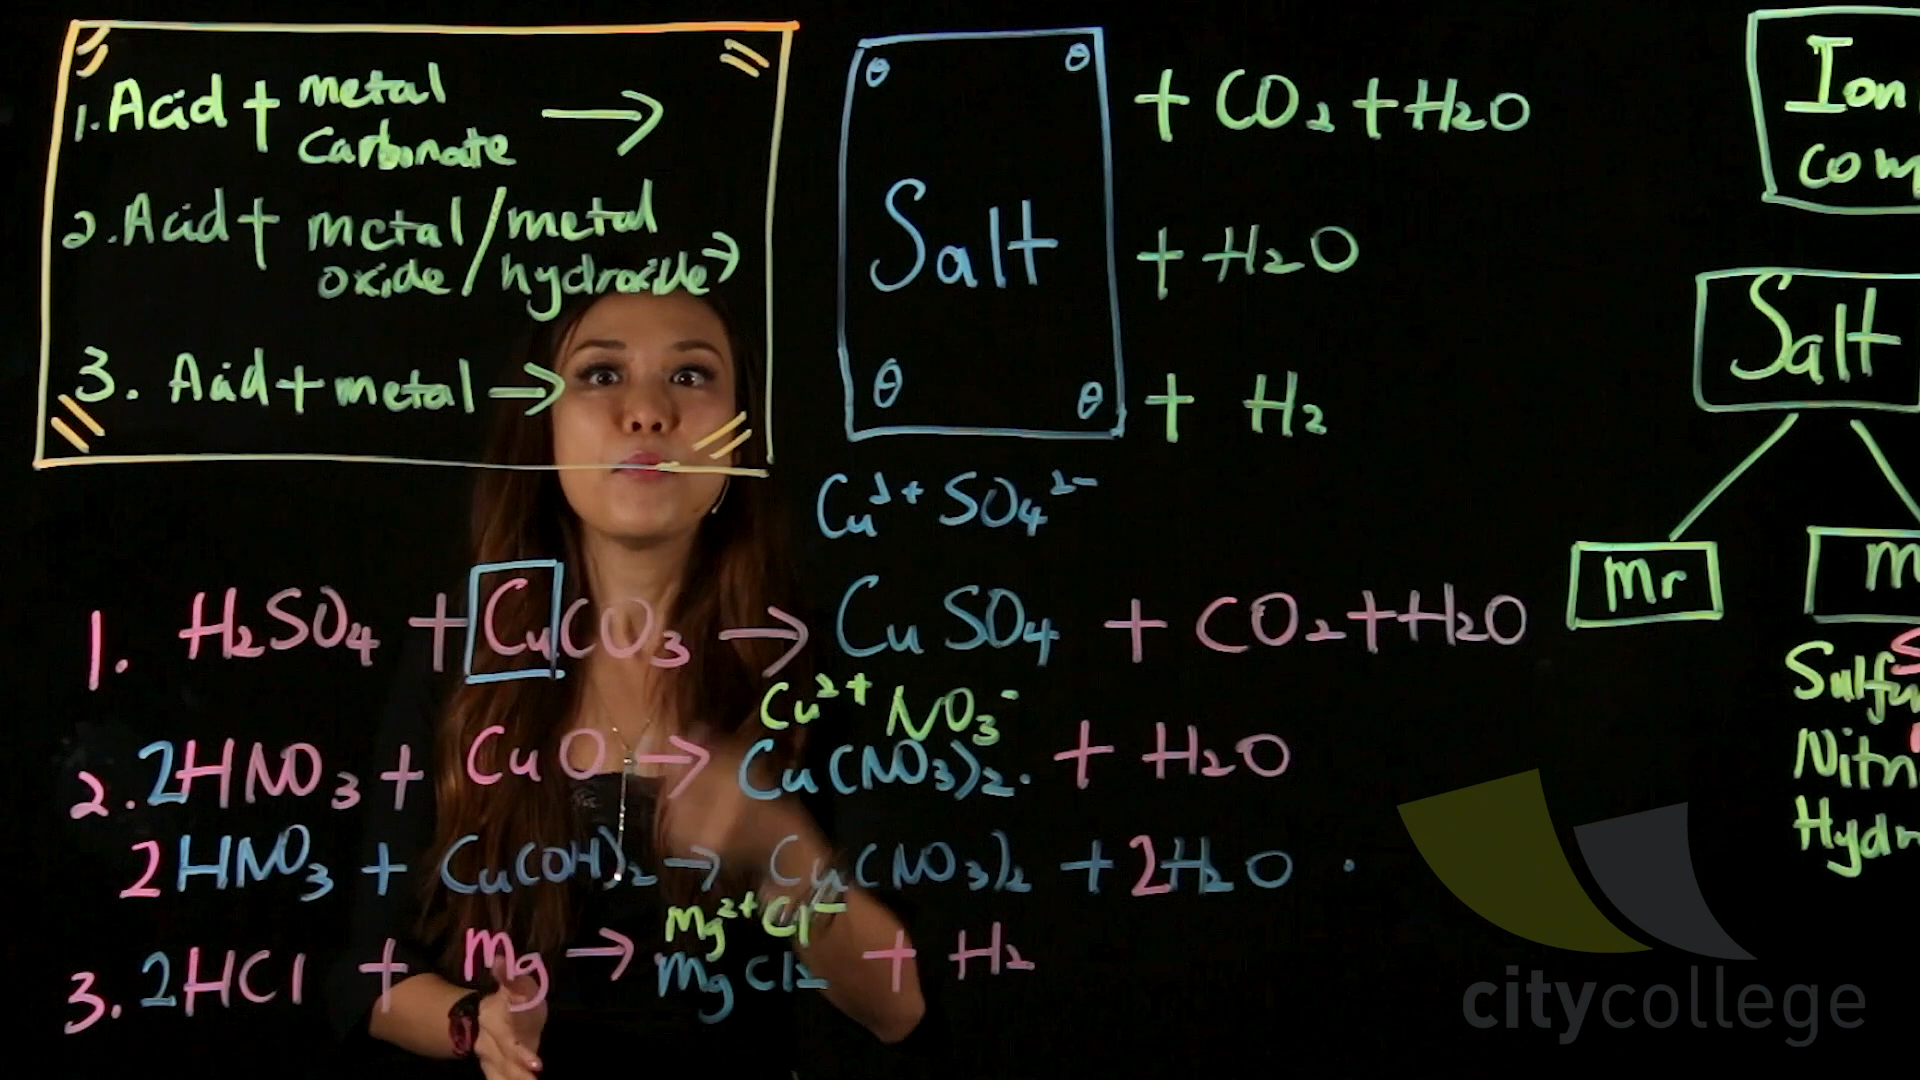 1. Acid + metal carbonate → + CO2 + H2O
2. Acid + metal oxide / metal hydroxide → + H2O
3. Acid + metal → + H2
Salt
Cu2+ SO42-
1. H2SO4 + CuCO3 → CuSO4 + CO2 + H2O
Cu2+ NO3-
2. 2HNO3 + CuO → Cu(NO3)2 + H2O
2HNO3 + Cu(OH)2 → Cu(NO3)2 + 2H2O
Mg2+ Cl-
3. 2HCl + Mg → MgCl2 + H2
Ion
com
Salt
Mr
m
Sulfu
Nitri
Hydr
citycollege